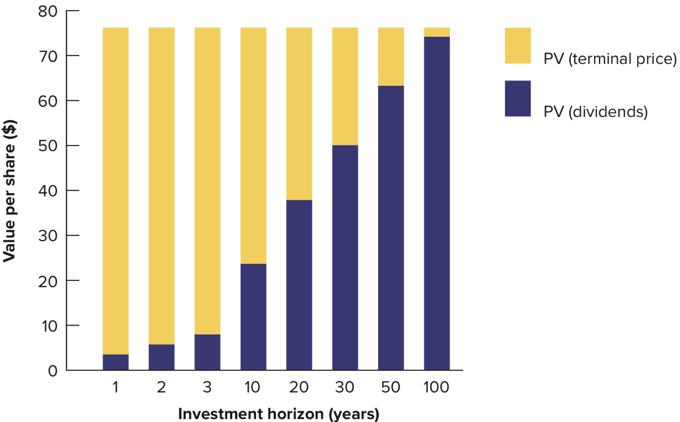 80
70
60
50
40
30
20
10
0
Value per share ($)
1 2 3 10 20 30 50 100
Investment horizon (years)
PV (terminal price)
PV (dividends)